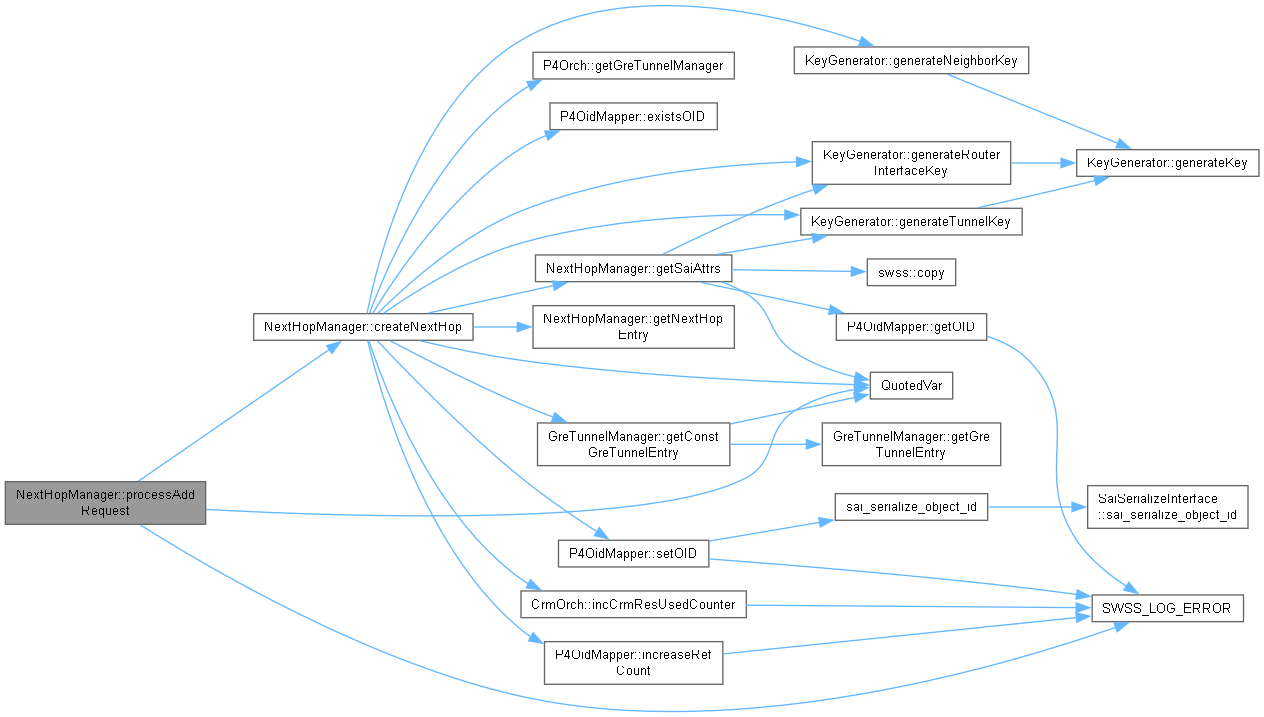 KeyGenerator::generateNeighborKey
P4Orch::getGreTunnelManager
P4OidMapper::existsOID
KeyGenerator::generateRouter
InterfaceKey
KeyGenerator::generateKey
KeyGenerator::generateTunnelKey
NextHopManager::getSaiAttrs
swss::copy
NextHopManager::createNextHop
NextHopManager::getNextHop
Entry
P4OidMapper::getOID
QuotedVar
GreTunnelManager::getConst
GreTunnelEntry
GreTunnelManager::getGre
TunnelEntry
NextHopManager::processAdd
Request
sai_serialize_object_id
SaiSerializeInterface
::sai_serialize_object_id
P4OidMapper::setOID
CrmOrch::incCrmResUsedCounter
SWSS_LOG_ERROR
P4OidMapper::increaseRef
Count